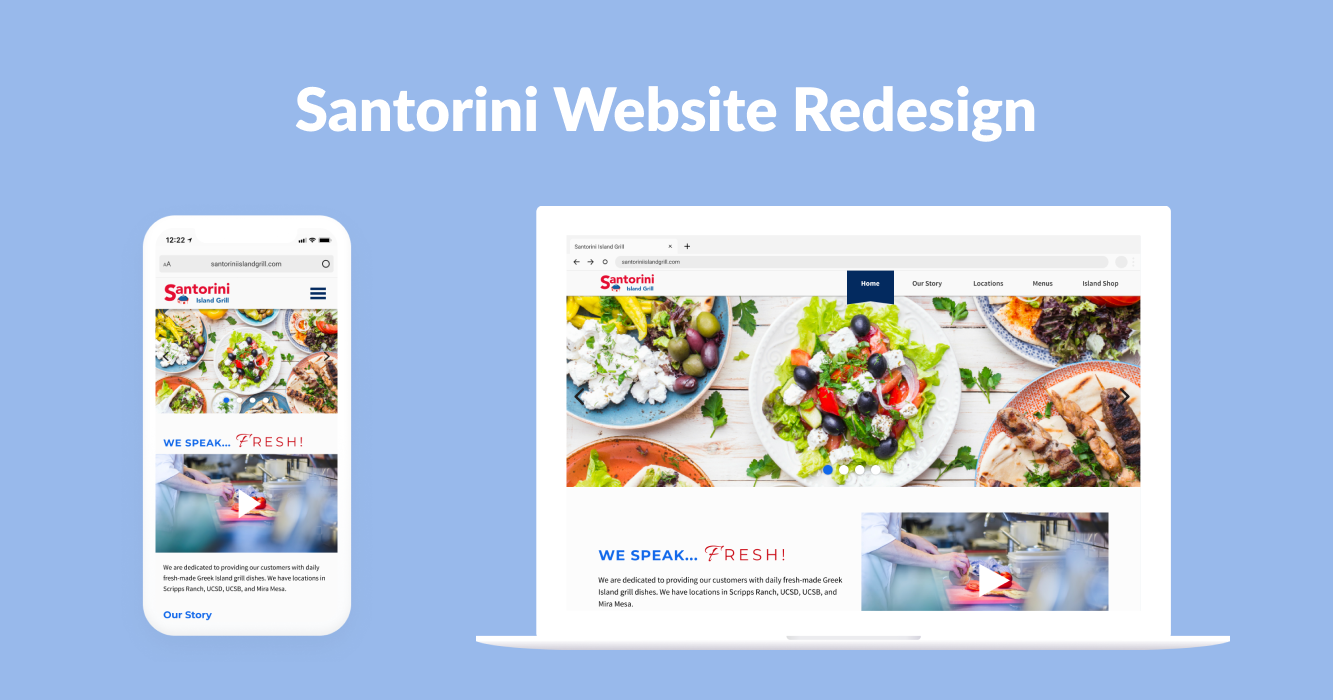 Santorini Website Redesign
12:22
AA
santoriniislandgrill.com
Santorini
Island Grill
WE SPEAK... FRESH!
We are dedicated to providing our customers with daily
fresh-made Greek Island grill dishes. We have locations in
Scripps Ranch, UCSD, UCSB, and Mira Mesa.
Our Story
Santorini Island Grill
santoriniislandgrill.com
Santorini
Island Grill
Home Our Story Locations Menus Island Shop
WE SPEAK... FRESH!
We are dedicated to providing our customers with daily fresh-made Greek
Island grill dishes. We have locations in Scripps Ranch, UCSD, UCSB, and
Mira Mesa.